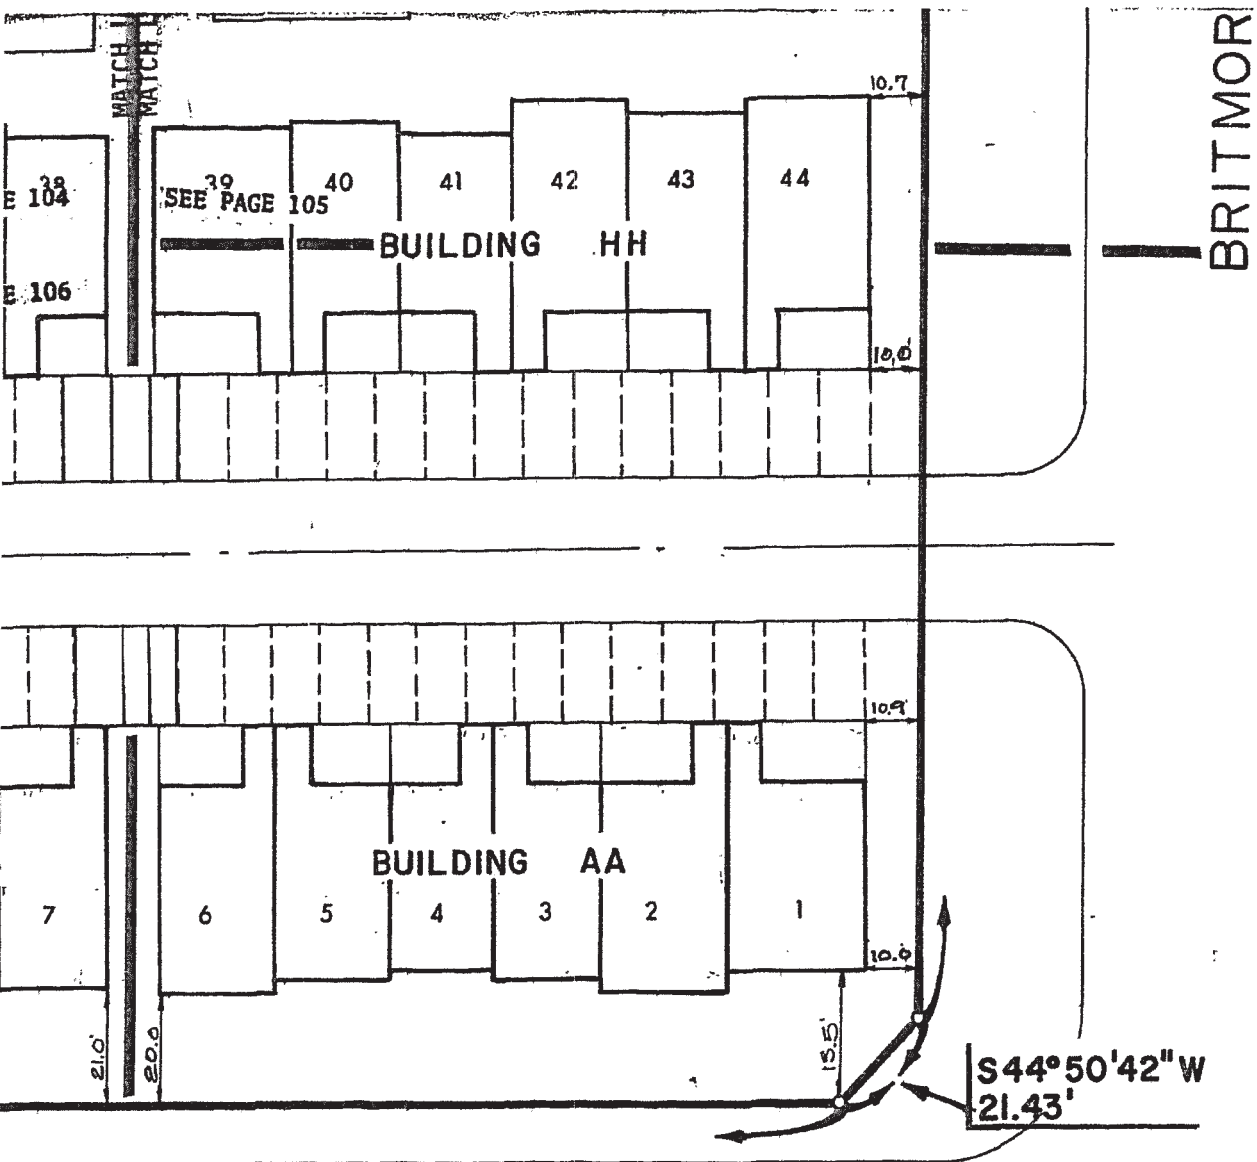 MATCH L
MATCH L
BRITMOR
10.7
38 39 40 41 42 43 44
E 104
SEE PAGE 105
BUILDING HH
E 106
10.0'
10.9'
BUILDING AA
7 6 5 4 3 2 1
10.0
21.0'
20.0
S44°50'42"W
21.43'